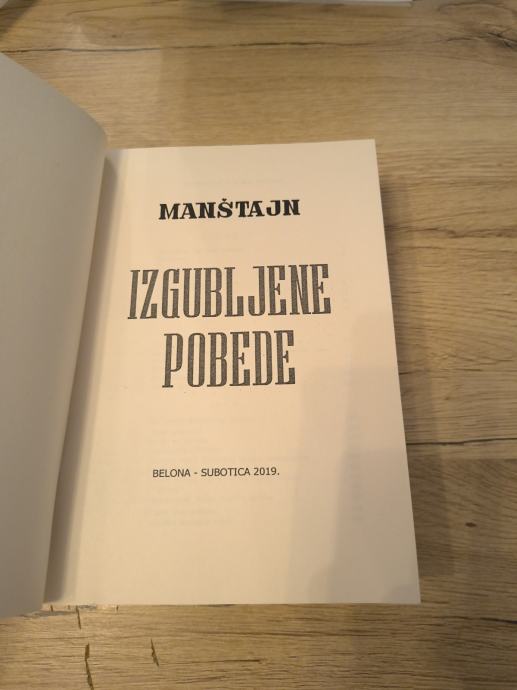 MANŠTAJN
IZGUBLJENE
POBEDE
BELONA - SUBOTICA 2019.